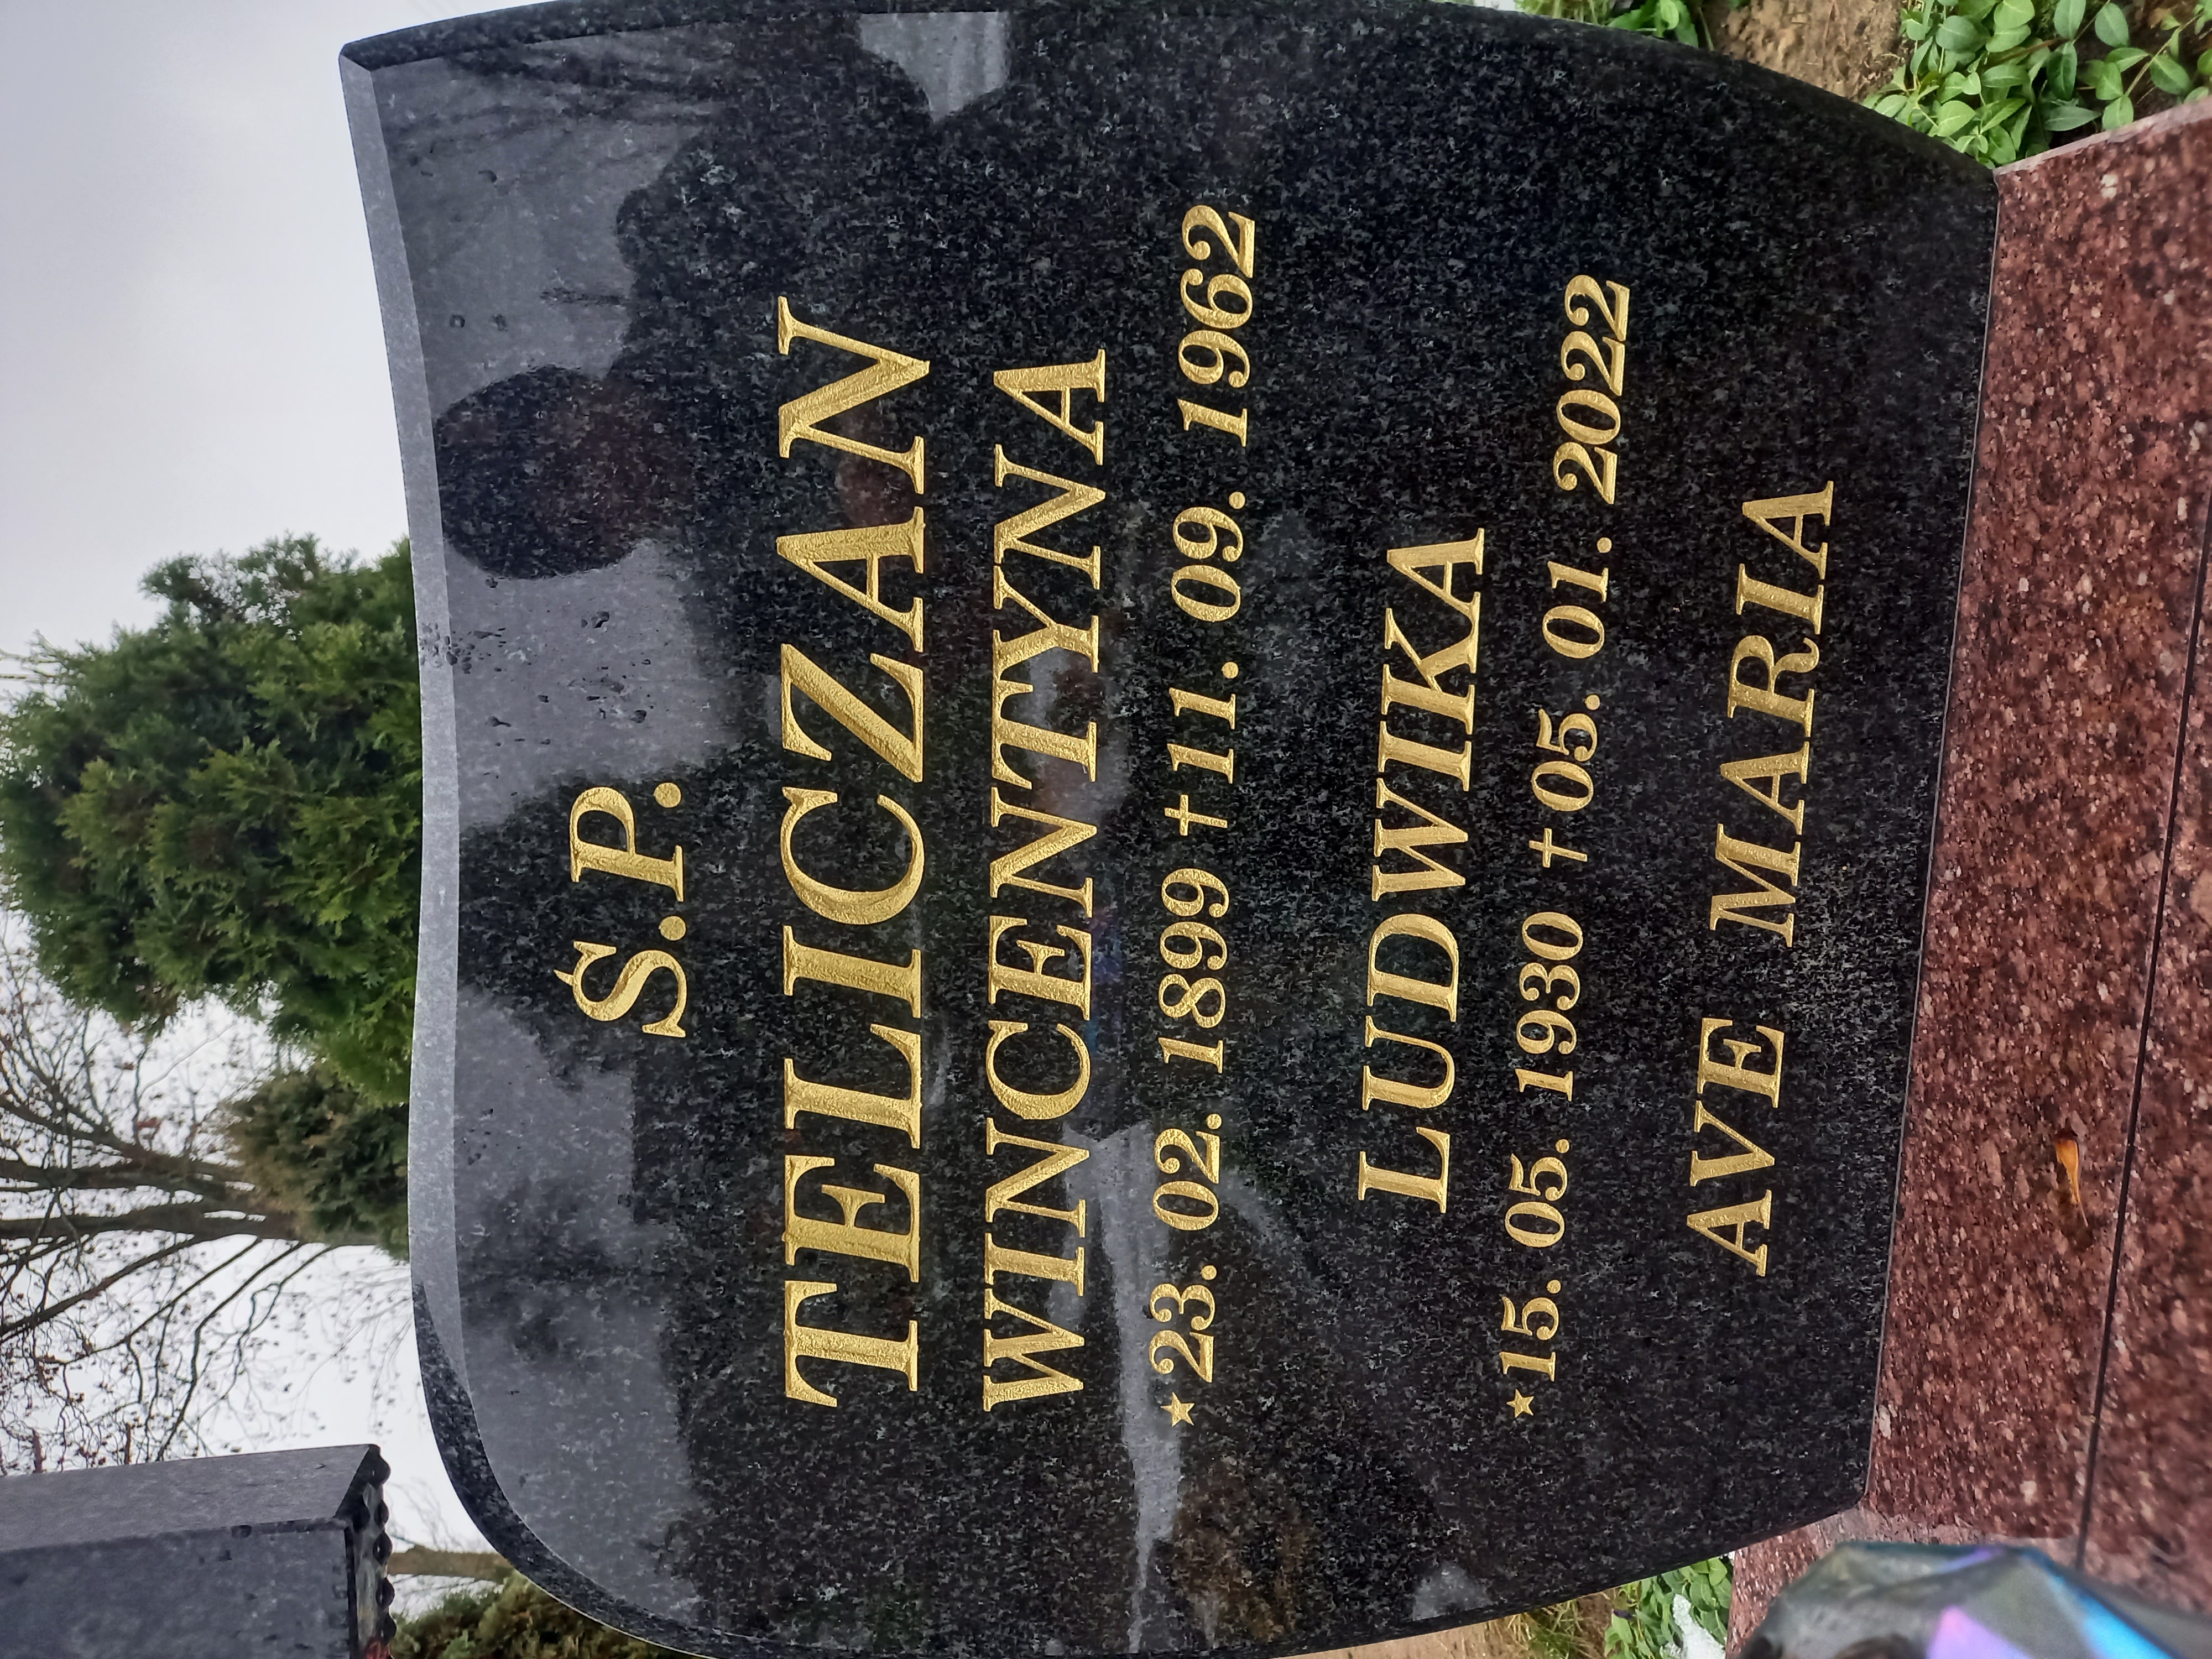 Ś.P.
TELICZAN
WINCENTYNA
★23. 02. 1899 †11. 09. 1962
LUDWIKA
★15. 05. 1930 †05. 01. 2022
AVE MARIA